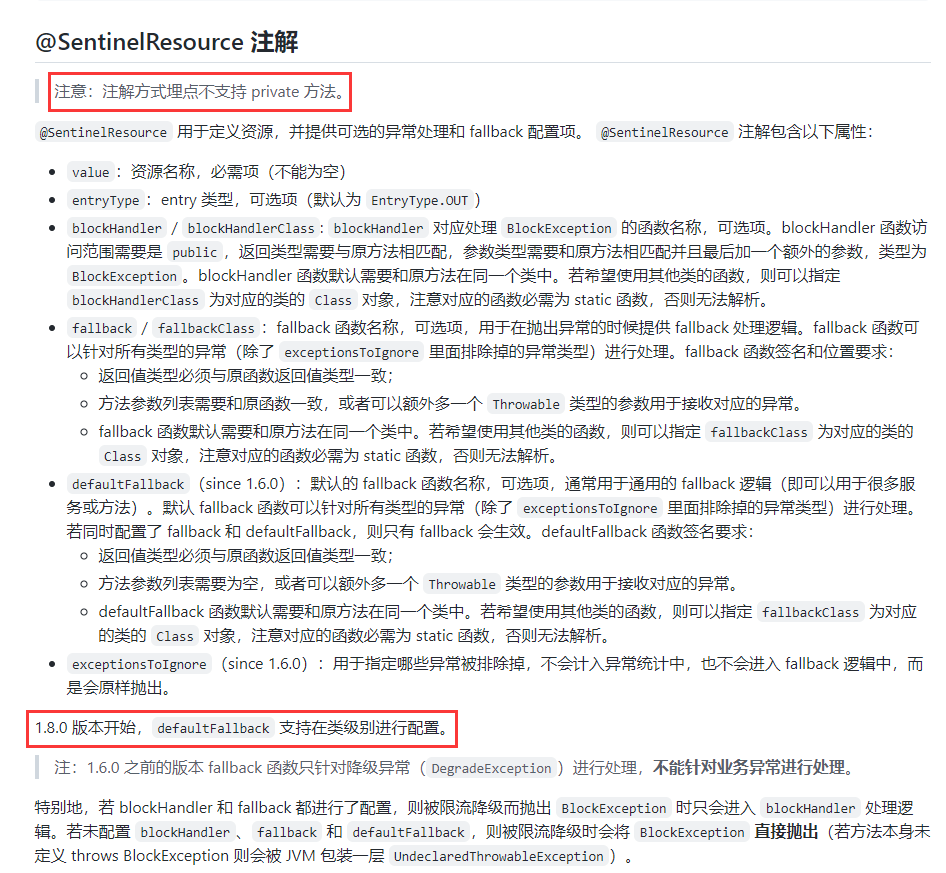 @SentinelResource 注解
注意：注解方式埋点不支持 private 方法。
@SentinelResource 用于定义资源，并提供可选的异常处理和 fallback 配置项。 @SentinelResource 注解包含以下属性：
value ：资源名称，必需项（不能为空）
entryType ：entry 类型，可选项（默认为 EntryType.OUT ）
blockHandler / blockHandlerClass : blockHandler 对应处理 BlockException 的函数名称，可选项。blockHandler 函数访
问范围需要是 public ，返回类型需要与原方法相匹配，参数类型需要和原方法相匹配并且最后加一个额外的参数，类型为
BlockException 。blockHandler 函数默认需要和原方法在同一个类中。若希望使用其他类的函数，则可以指定
blockHandlerClass 为对应的类的 Class 对象，注意对应的函数必需为 static 函数，否则无法解析。
fallback / fallbackClass ：fallback 函数名称，可选项，用于在抛出异常的时候提供 fallback 处理逻辑。fallback 函数可
以针对所有类型的异常（除了 exceptionsToIgnore 里面排除掉的异常类型）进行处理。fallback 函数签名和位置要求：
返回值类型必须与原函数返回值类型一致；
方法参数列表需要和原函数一致，或者可以额外多一个 Throwable 类型的参数用于接收对应的异常。
fallback 函数默认需要和原方法在同一个类中。若希望使用其他类的函数，则可以指定 fallbackClass 为对应的类的
Class 对象，注意对应的函数必需为 static 函数，否则无法解析。
defaultFallback （since 1.6.0）：默认的 fallback 函数名称，可选项，通常用于通用的 fallback 逻辑（即可以用于很多服
务或方法）。默认 fallback 函数可以针对所有类型的异常（除了 exceptionsToIgnore 里面排除掉的异常类型）进行处理。
若同时配置了 fallback 和 defaultFallback，则只有 fallback 会生效。defaultFallback 函数签名要求：
返回值类型必须与原函数返回值类型一致；
方法参数列表需要为空，或者可以额外多一个 Throwable 类型的参数用于接收对应的异常。
defaultFallback 函数默认需要和原方法在同一个类中。若希望使用其他类的函数，则可以指定 fallbackClass 为对应
的类的 Class 对象，注意对应的函数必需为 static 函数，否则无法解析。
exceptionsToIgnore （since 1.6.0）：用于指定哪些异常被排除掉，不会计入异常统计中，也不会进入 fallback 逻辑中，而
是会原样抛出。
1.8.0 版本开始， defaultFallback 支持在类级别进行配置。
注：1.6.0 之前的版本 fallback 函数只针对降级异常（ DegradeException ）进行处理，不能针对业务异常进行处理。
特别地，若 blockHandler 和 fallback 都进行了配置，则被限流降级而抛出 BlockException 时只会进入 blockHandler 处理逻
辑。若未配置 blockHandler 、 fallback 和 defaultFallback ，则被限流降级时会将 BlockException 直接抛出（若方法本身未
定义 throws BlockException 则会被 JVM 包装一层 UndeclaredThrowableException ）。